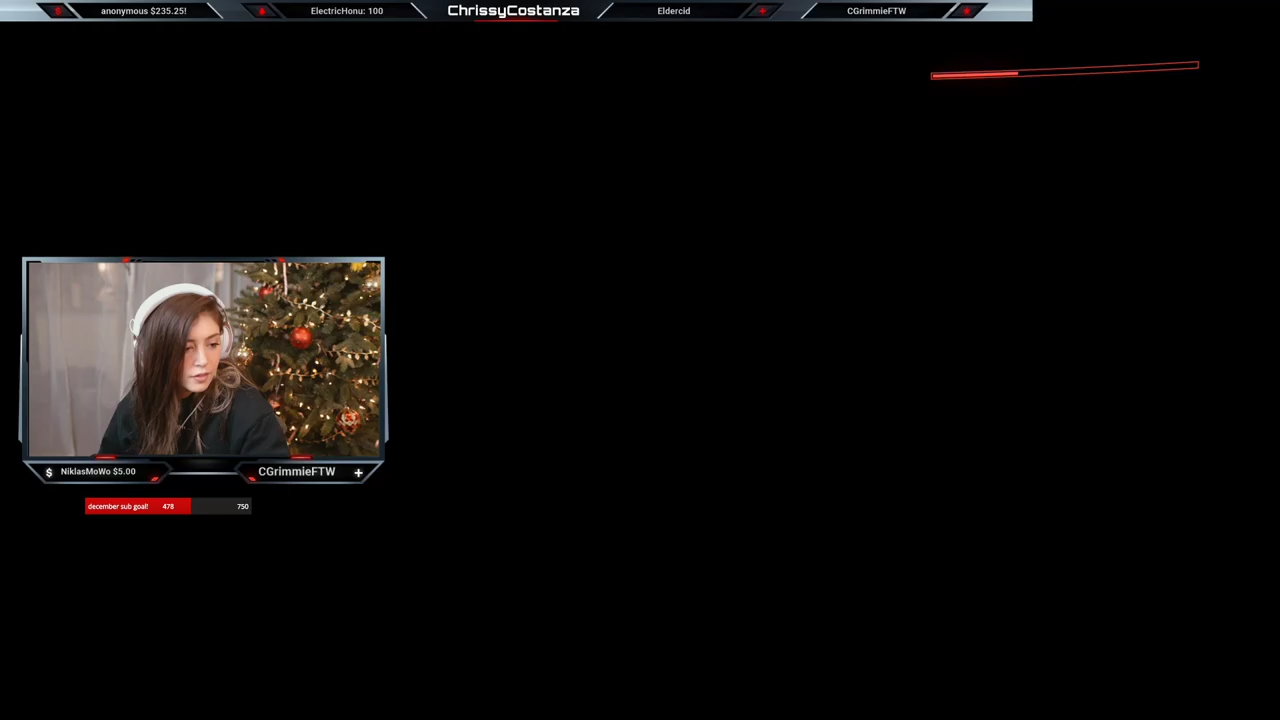 anonymous $235.25!
ElectricHonu: 100
ChrissyCostanza
Eldercid
CGrimmieFTW
$ NiklasMoWo $5.00
CGrimmieFTW +
december sub goal! 478 750